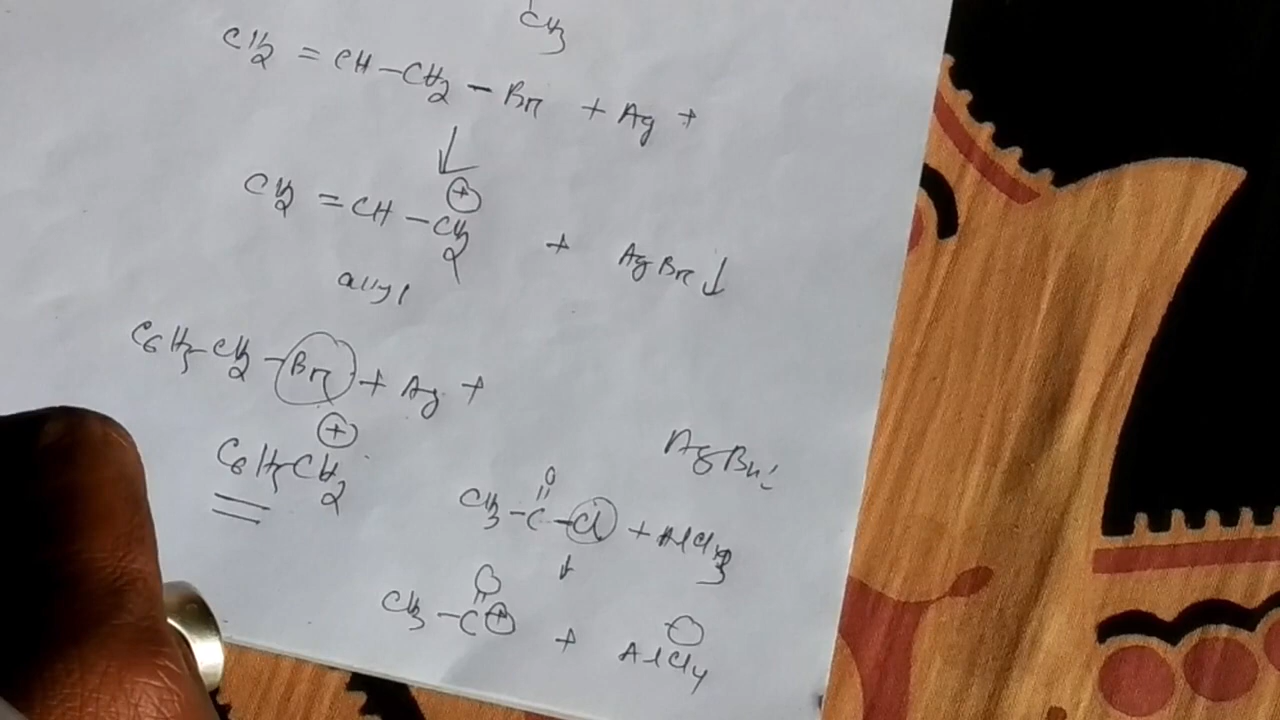 CH3
CH2 = CH - CH2 - Br + Ag +
↓
CH2 = CH - CH2 ⊕ + AgBr↓
allyl
C6H5 - CH2 - Br + Ag +
C6H5CH2 ⊕ AgBr
O
CH3 - C - Cl + AlCl3
↓
O
CH3 - C ⊕ + AlCl4 ⊖